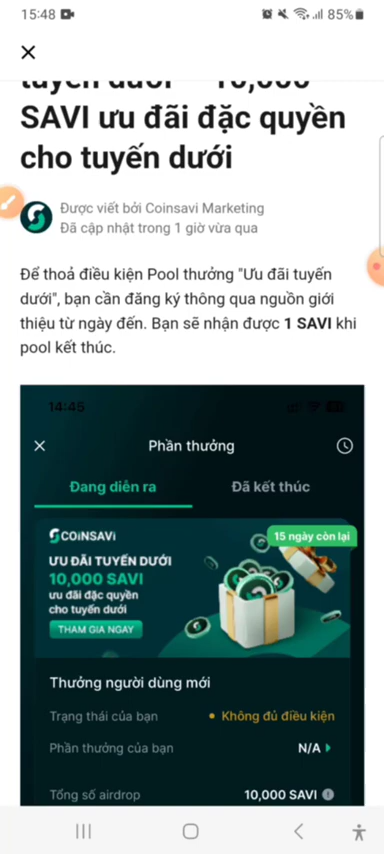 15:48
85%
tuyến dưới – 10,000
SAVI ưu đãi đặc quyền
cho tuyến dưới
Được viết bởi Coinsavi Marketing
Đã cập nhật trong 1 giờ vừa qua
Để thoả điều kiện Pool thưởng "Ưu đãi tuyến
dưới", bạn cần đăng ký thông qua nguồn giới
thiệu từ ngày đến. Bạn sẽ nhận được 1 SAVI khi
pool kết thúc.
14:45
Phần thưởng
Đang diễn ra
Đã kết thúc
COiNSAVi
15 ngày còn lại
ƯU ĐÃI TUYẾN DƯỚI
10,000 SAVI
ưu đãi đặc quyền
cho tuyến dưới
THAM GIA NGAY
Thưởng người dùng mới
Trạng thái của bạn
Không đủ điều kiện
Phần thưởng của bạn
N/A
Tổng số airdrop
10,000 SAVI